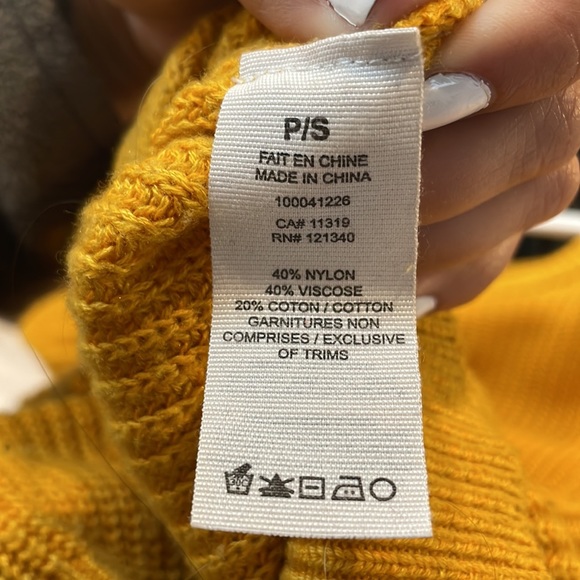 P/S
FAIT EN CHINE
MADE IN CHINA
100041226
CA# 11319
RN# 121340
40% NYLON
40% VISCOSE
20% COTON / COTTON
GARNITURES NON
COMPRISES / EXCLUSIVE
OF TRIMS